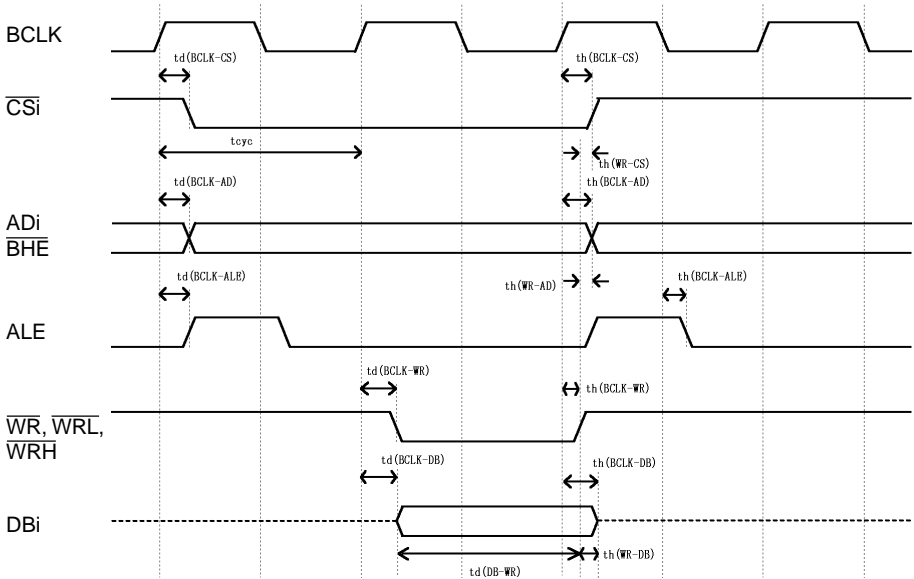 BCLK
td(BCLK-CS)
th(BCLK-CS)
CSi
tcyc
th(WR-CS)
td(BCLK-AD)
th(BCLK-AD)
ADi
BHE
td(BCLK-ALE)
th(WR-AD)
th(BCLK-ALE)
ALE
td(BCLK-WR)
th(BCLK-WR)
WR, WRL,
WRH
td(BCLK-DB)
th(BCLK-DB)
DBi
th(WR-DB)
td(DB-WR)